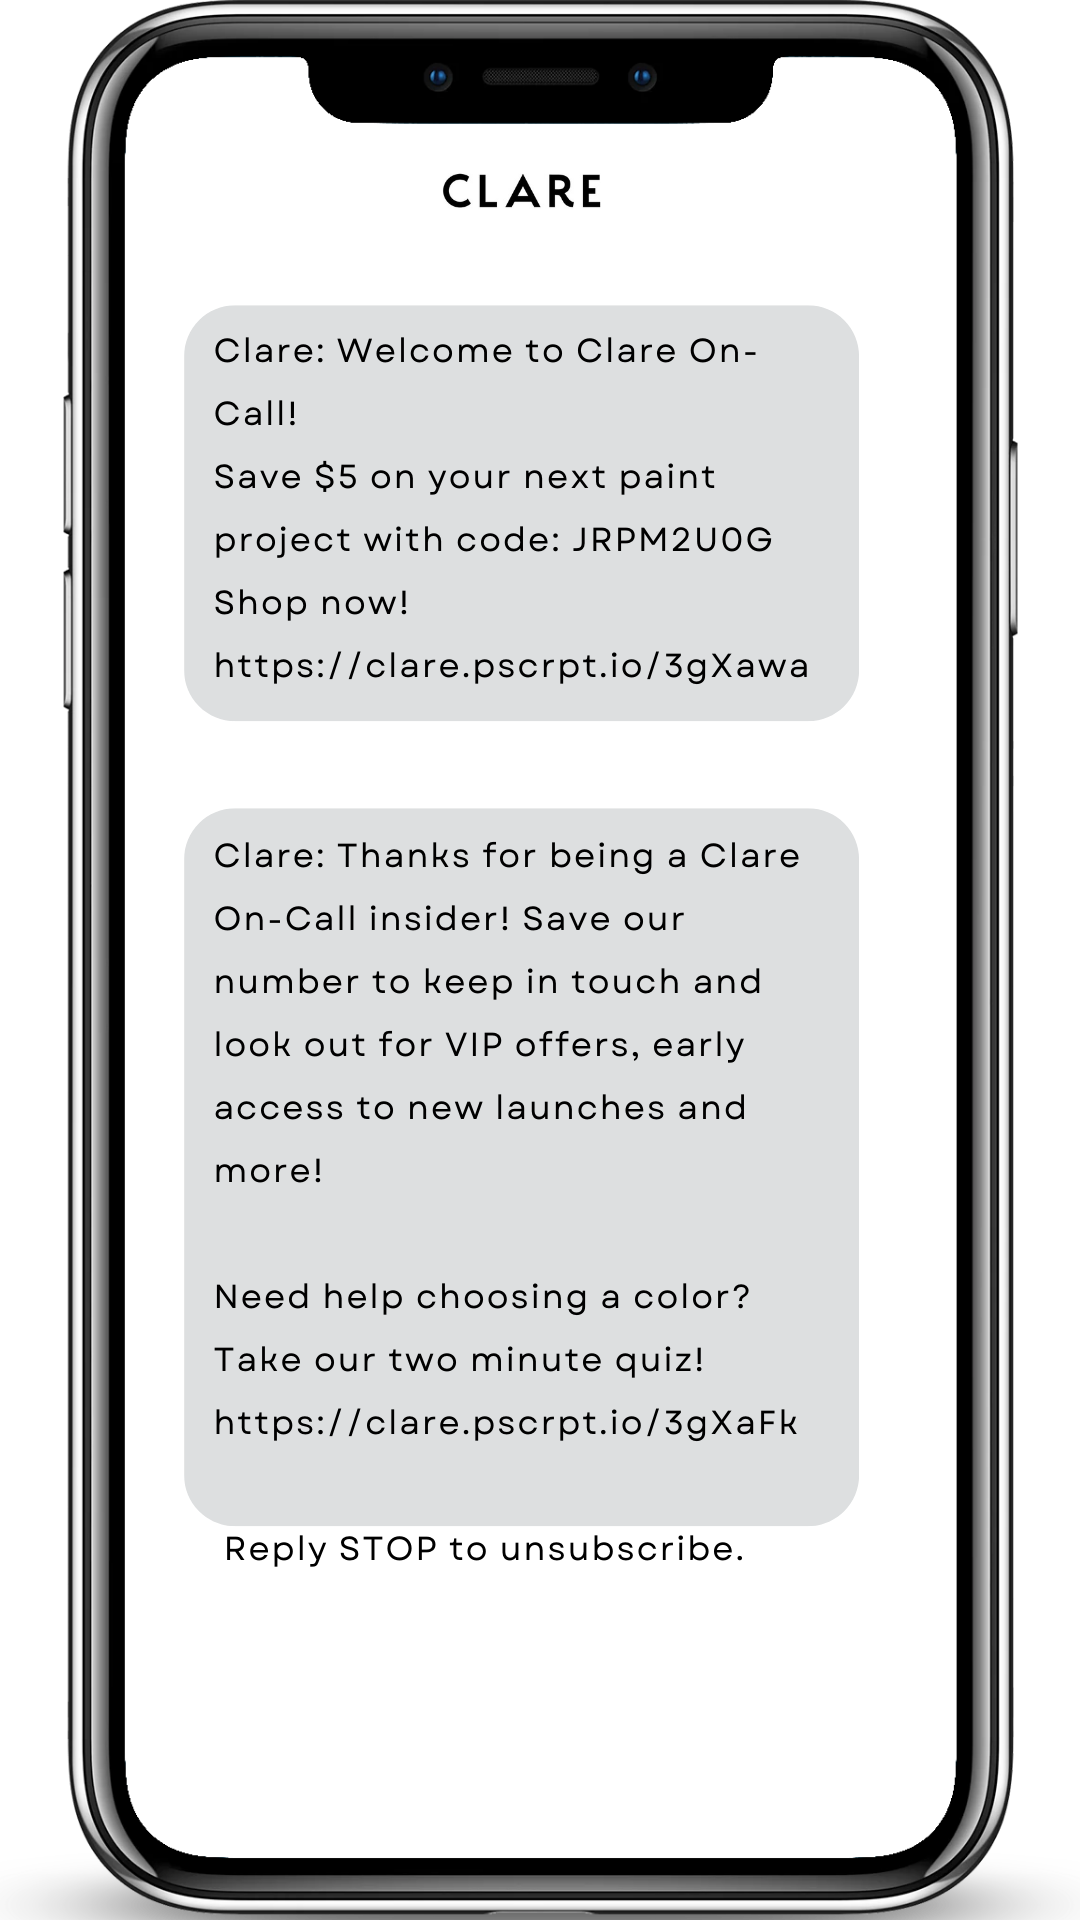 CLARE
Clare: Welcome to Clare On-
Call!
Save $5 on your next paint
project with code: JRPM2U0G
Shop now!
https://clare.pscrpt.io/3gXawa
Clare: Thanks for being a Clare
On-Call insider! Save our
number to keep in touch and
look out for VIP offers, early
access to new launches and
more!
Need help choosing a color?
Take our two minute quiz!
https://clare.pscrpt.io/3gXaFk
Reply STOP to unsubscribe.